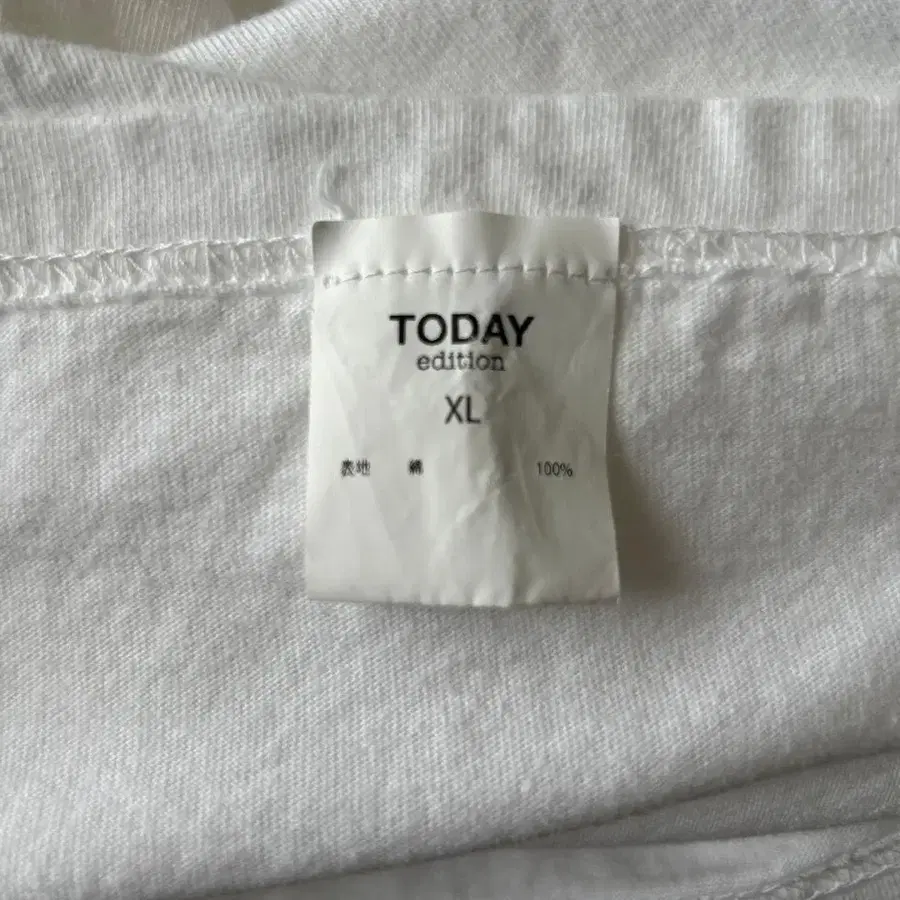 TODAY
edition
XL
表地 綿 100%